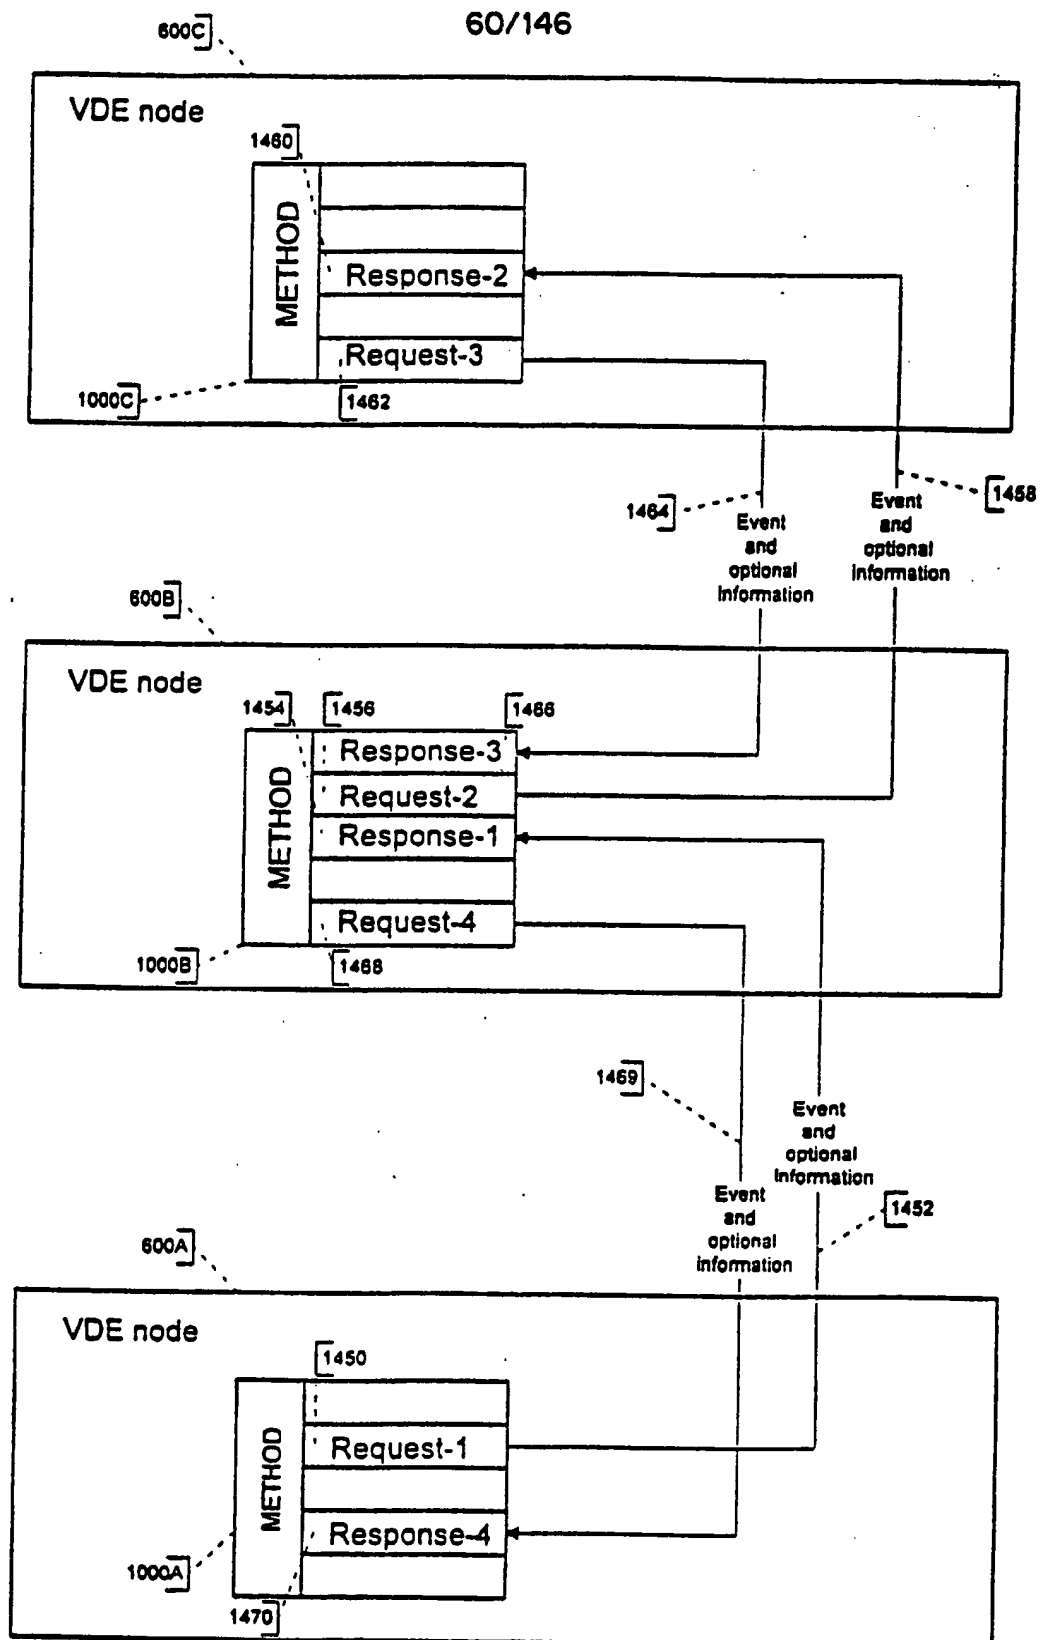 60/146
600C
VDE node
1460
METHOD
Response-2
Request-3
1000C
1462
1464
1458
Event
and
optional
information
Event
and
optional
information
600B
VDE node
1454
1456
1466
METHOD
Response-3
Request-2
Response-1
Request-4
1000B
1468
1469
Event
and
optional
information
Event
and
optional
information
1452
600A
VDE node
1450
METHOD
Request-1
Response-4
1000A
1470